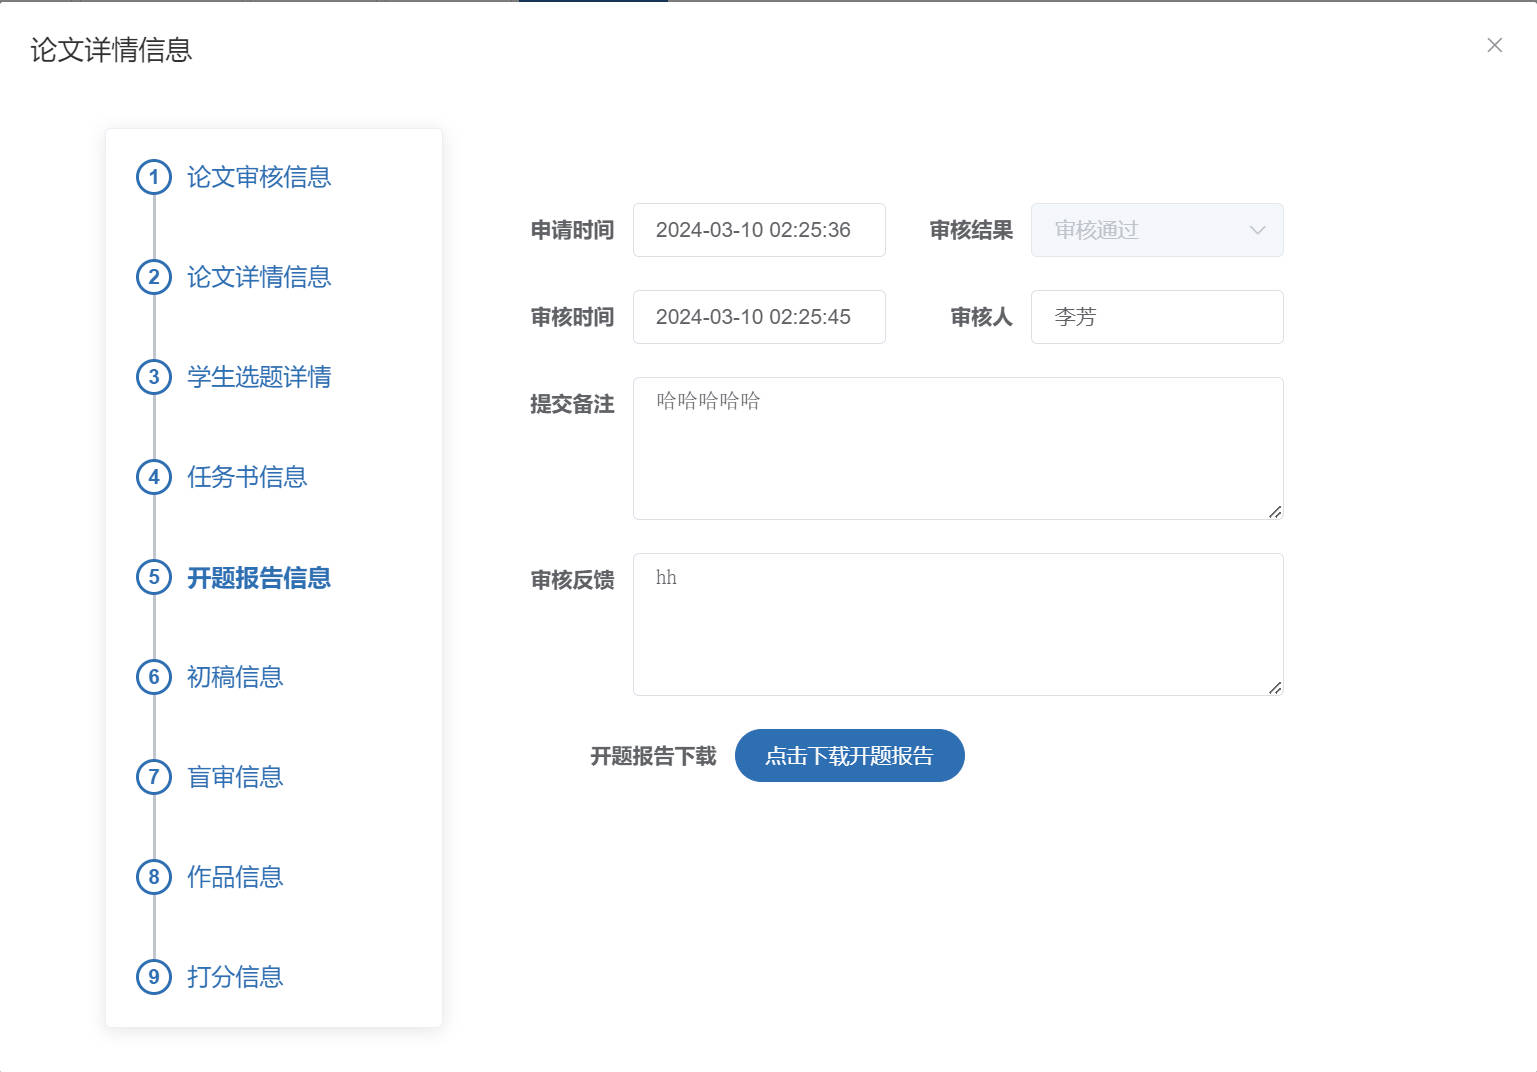 论文详情信息
1 论文审核信息
2 论文详情信息
3 学生选题详情
4 任务书信息
5 开题报告信息
6 初稿信息
7 盲审信息
8 作品信息
9 打分信息
申请时间 2024-03-10 02:25:36 审核结果 审核通过
审核时间 2024-03-10 02:25:45 审核人 李芳
提交备注 哈哈哈哈哈
审核反馈 hh
开题报告下载 点击下载开题报告